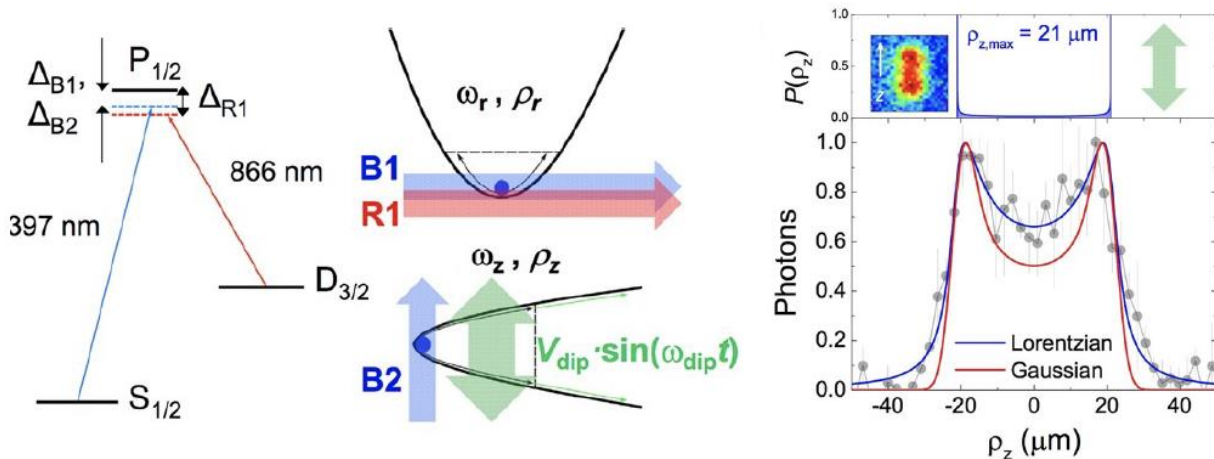 Δ_B1,
P_1/2
Δ_B2
Δ_R1
866 nm
397 nm
D_3/2
S_1/2
ω_r , ρ_r
B1
R1
ω_z , ρ_z
V_dip ·sin(ω_dip t)
B2
P(ρ_z)
1.0
0.5
0.0
z
ρ_z,max = 21 μm
Photons
1.0
0.8
0.6
0.4
0.2
0.0
Lorentzian
Gaussian
-40 -20 0 20 40
ρ_z (μm)